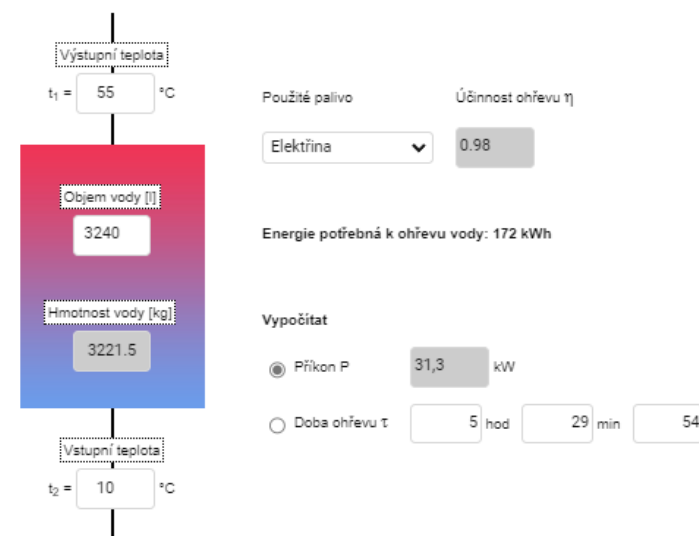 Výstupní teplota
t₁ = 55 °C
Použité palivo Účinnost ohřevu η
Elektřina 0.98
Objem vody [l]
3240
Energie potřebná k ohřevu vody: 172 kWh
Hmotnost vody [kg]
3221.5
Vypočítat
Příkon P 31,3 kW
Doba ohřevu τ 5 hod 29 min 54
Vstupní teplota
t₂ = 10 °C